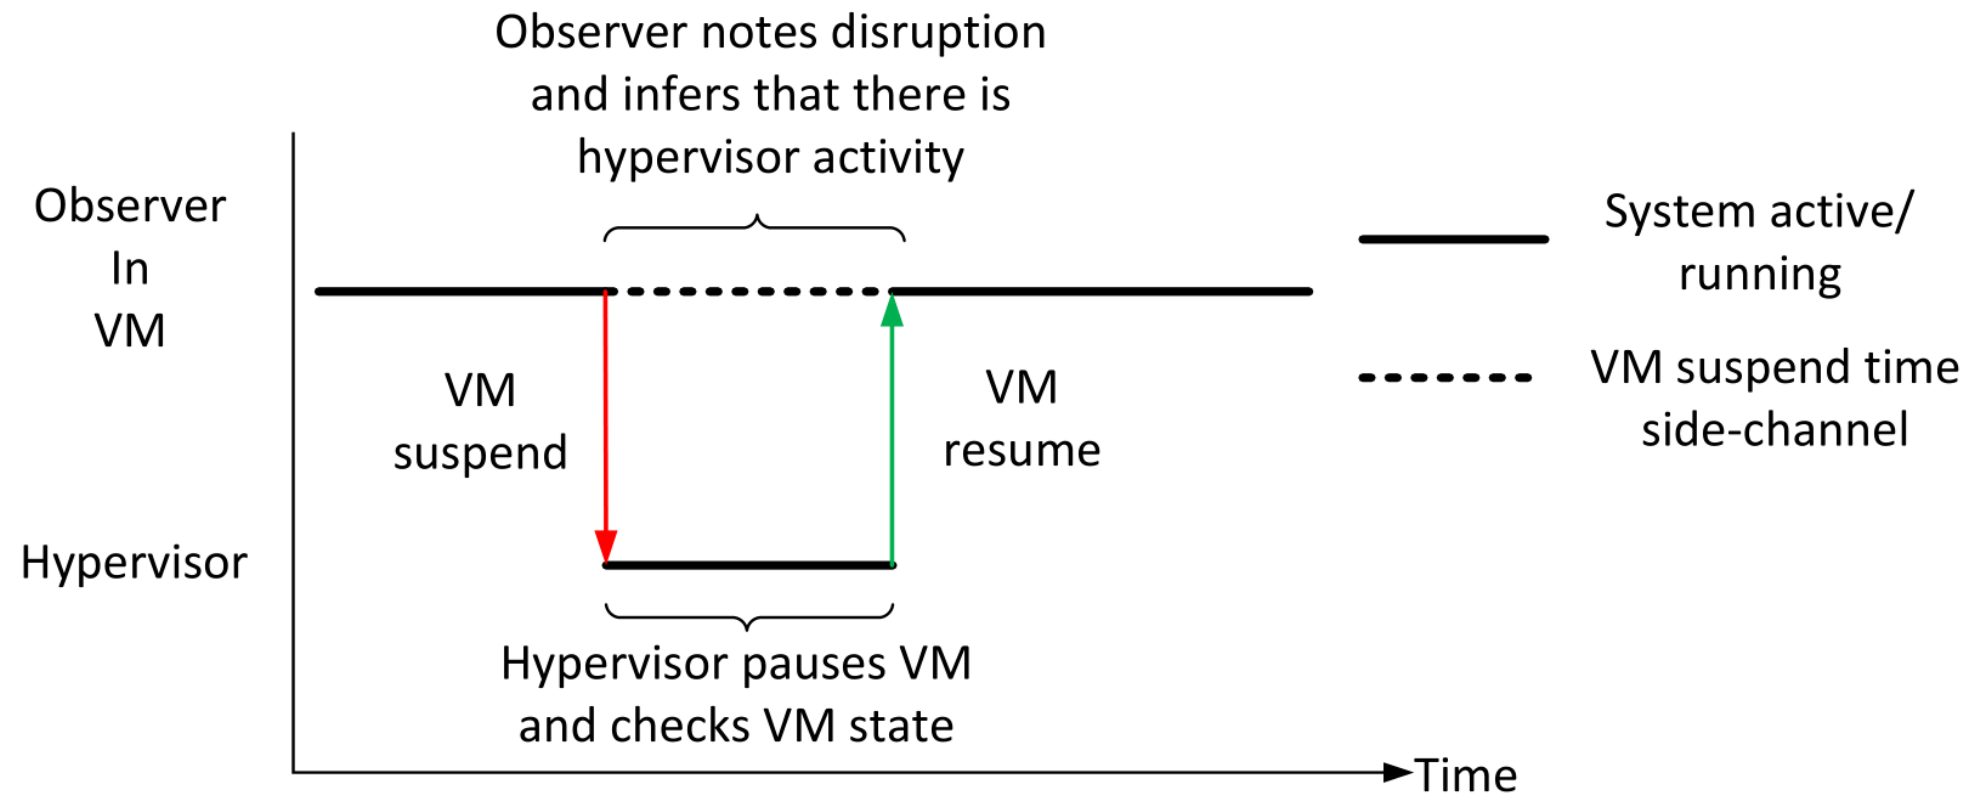 Observer notes disruption
and infers that there is
hypervisor activity
Observer
In
VM
System active/
running
VM suspend time
side-channel
VM
suspend
VM
resume
Hypervisor
Hypervisor pauses VM
and checks VM state
Time